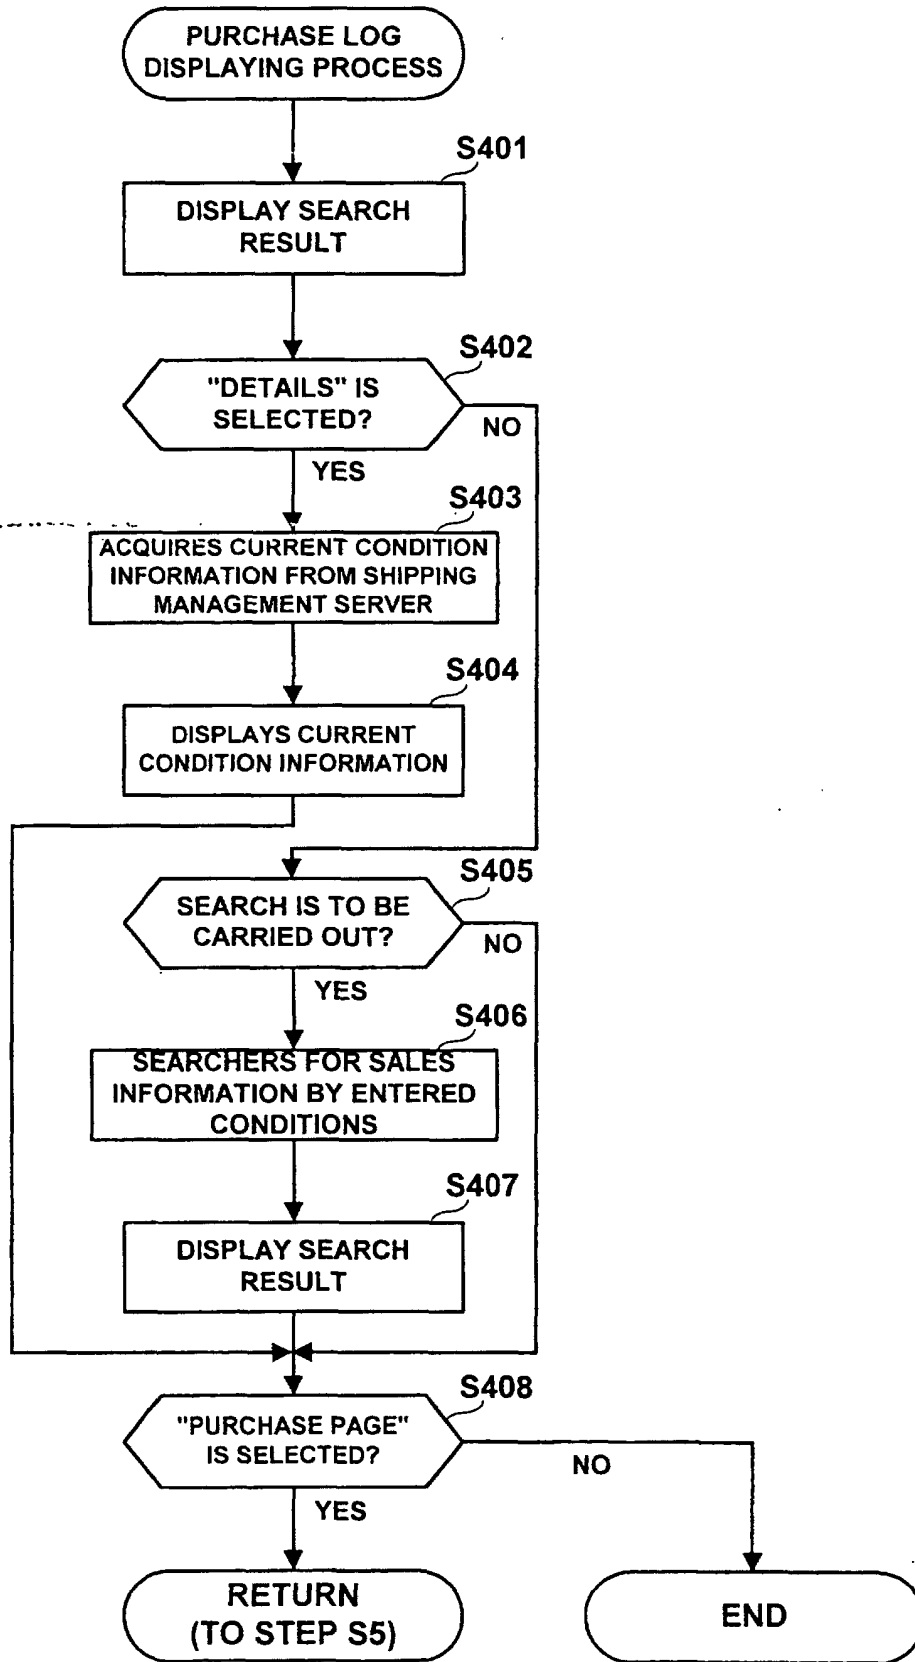 PURCHASE LOG
DISPLAYING PROCESS
S401
DISPLAY SEARCH
RESULT
S402
"DETAILS" IS
SELECTED?
NO
YES
S403
ACQUIRES CURRENT CONDITION
INFORMATION FROM SHIPPING
MANAGEMENT SERVER
S404
DISPLAYS CURRENT
CONDITION INFORMATION
S405
SEARCH IS TO BE
CARRIED OUT?
NO
YES
S406
SEARCHERS FOR SALES
INFORMATION BY ENTERED
CONDITIONS
S407
DISPLAY SEARCH
RESULT
S408
"PURCHASE PAGE"
IS SELECTED?
NO
YES
RETURN
(TO STEP S5)
END